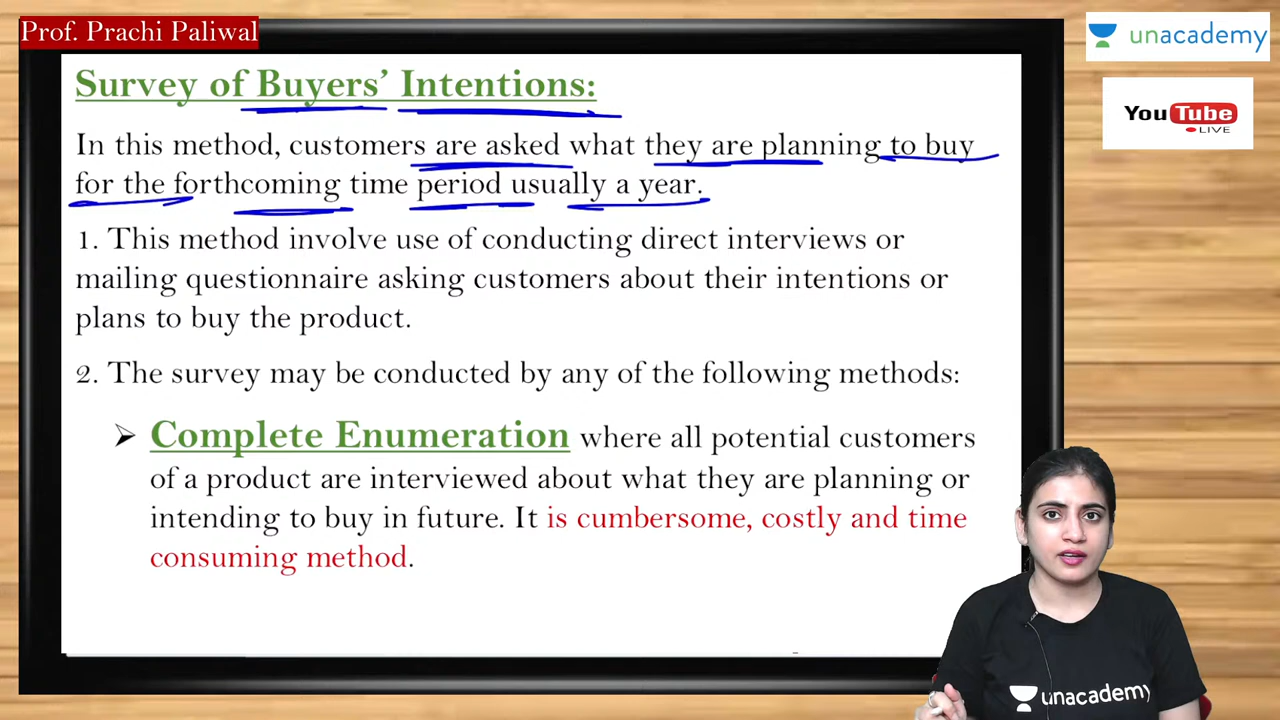 Prof. Prachi Paliwal
unacademy
YouTube
LIVE
Survey of Buyers' Intentions:
In this method, customers are asked what they are planning to buy
for the forthcoming time period usually a year.
1. This method involve use of conducting direct interviews or
mailing questionnaire asking customers about their intentions or
plans to buy the product.
2. The survey may be conducted by any of the following methods:
➢ Complete Enumeration where all potential customers
of a product are interviewed about what they are planning or
intending to buy in future. It is cumbersome, costly and time
consuming method.
unacademy